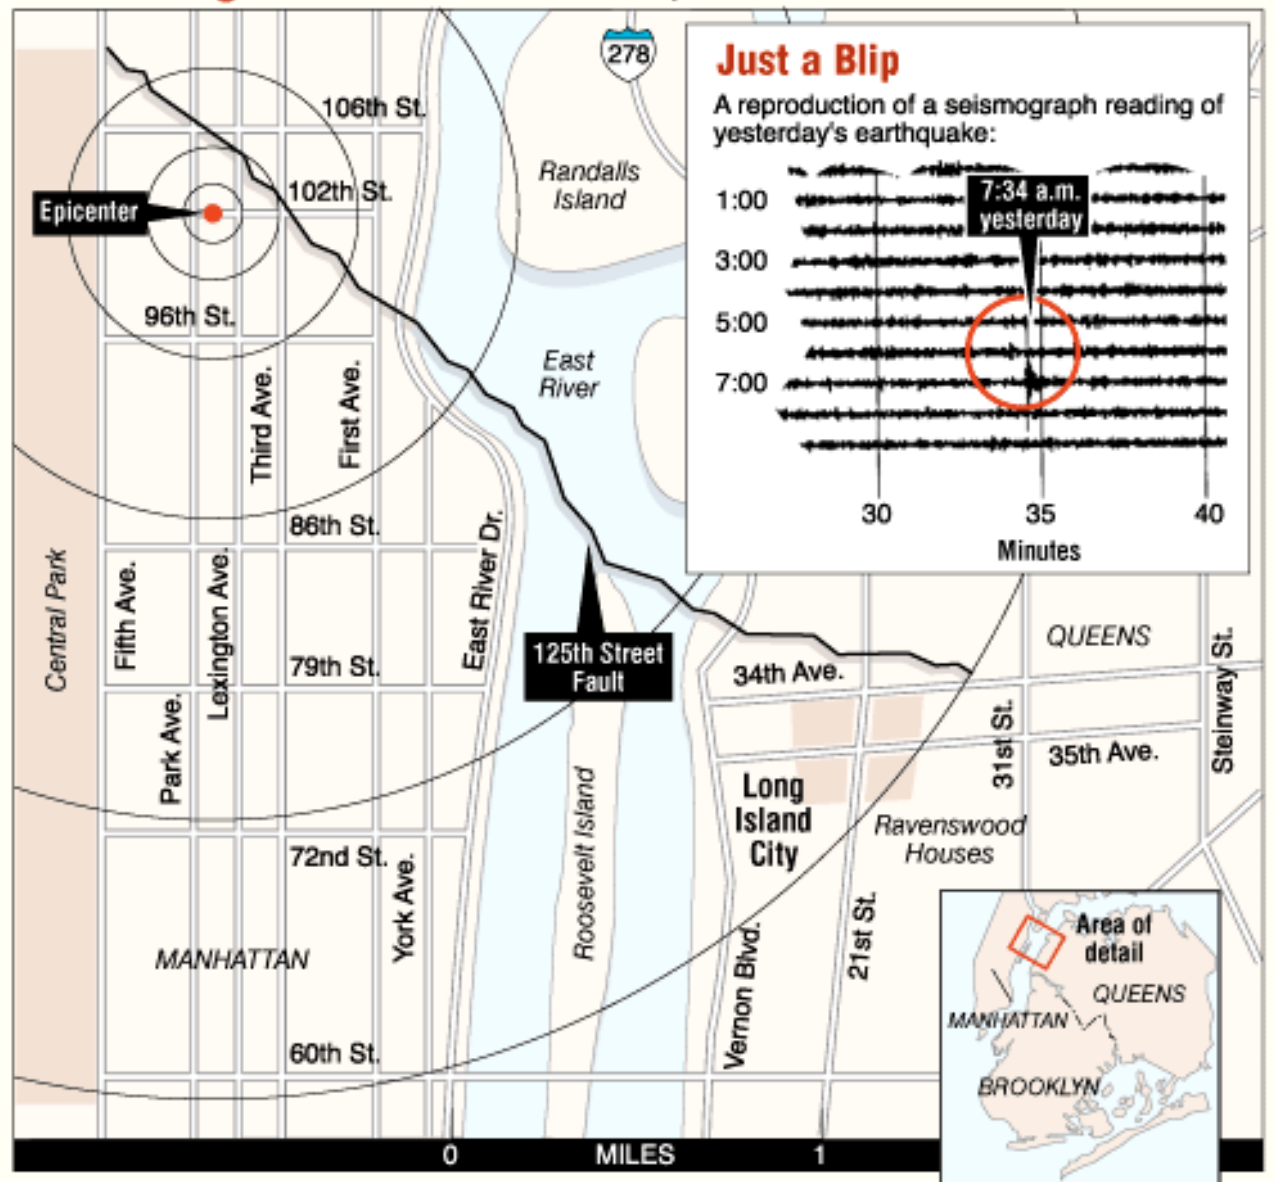 278
106th St.
Randalls
Island
102th St.
Epicenter
96th St.
East
River
Third Ave.
First Ave.
86th St.
Central Park
Fifth Ave.
Lexington Ave.
East River Dr.
79th St.
125th Street
Fault
Park Ave.
34th Ave.
QUEENS
Steinway St.
31st St.
35th Ave.
Long
Island
City
Ravenswood
Houses
Roosevelt Island
72nd St.
York Ave.
MANHATTAN
Vernon Blvd.
21st St.
60th St.
0 MILES 1
Just a Blip
A reproduction of a seismograph reading of
yesterday's earthquake:
7:34 a.m.
yesterday
1:00
3:00
5:00
7:00
30 35 40
Minutes
Area of
detail
QUEENS
MANHATTAN
BROOKLYN